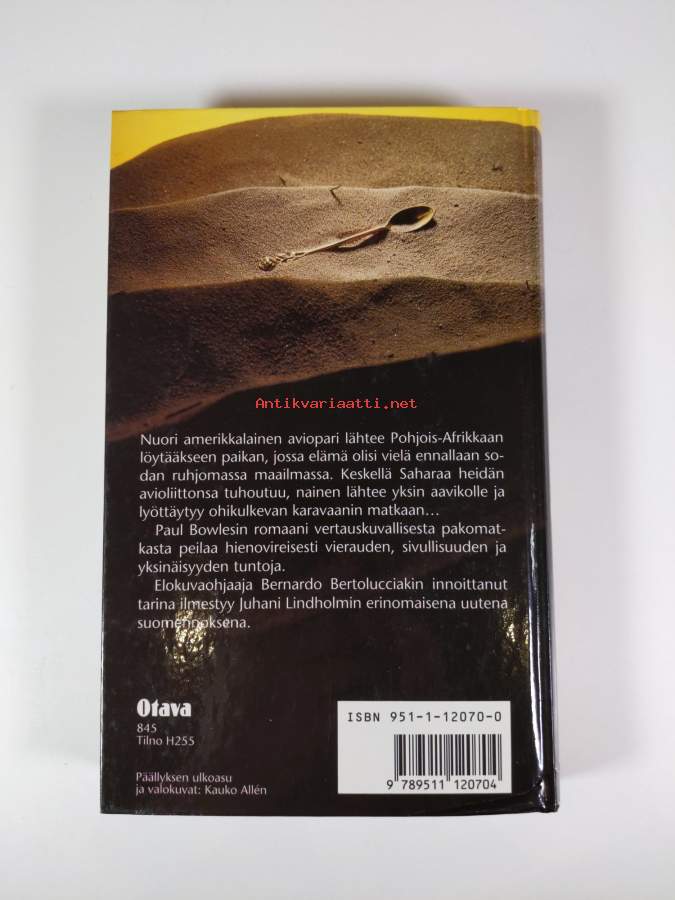 Antikvariaatti.net
Nuori amerikkalainen aviopari lähtee Pohjois-Afrikkaan
löytääkseen paikan, jossa elämä olisi vielä ennallaan so-
dan ruhjomassa maailmassa. Keskellä Saharaa heidän
avioliittonsa tuhoutuu, nainen lähtee yksin aavikolle ja
lyöttäytyy ohikulkevan karavaanin matkaan...
Paul Bowlesin romaani vertauskuvallisesta pakomat-
kasta peilaa hienovireisesti vierauden, sivullisuuden ja
yksinäisyyden tuntoja.
Elokuvaohjaaja Bernardo Bertolucciakin innoittanut
tarina ilmestyy Juhani Lindholmin erinomaisena uutena
suomennoksena.
Otava
845
Tilno H255
Päällyksen ulkoasu
ja valokuvat: Kauko Allén
ISBN 951-1-12070-0
9 789511 120704